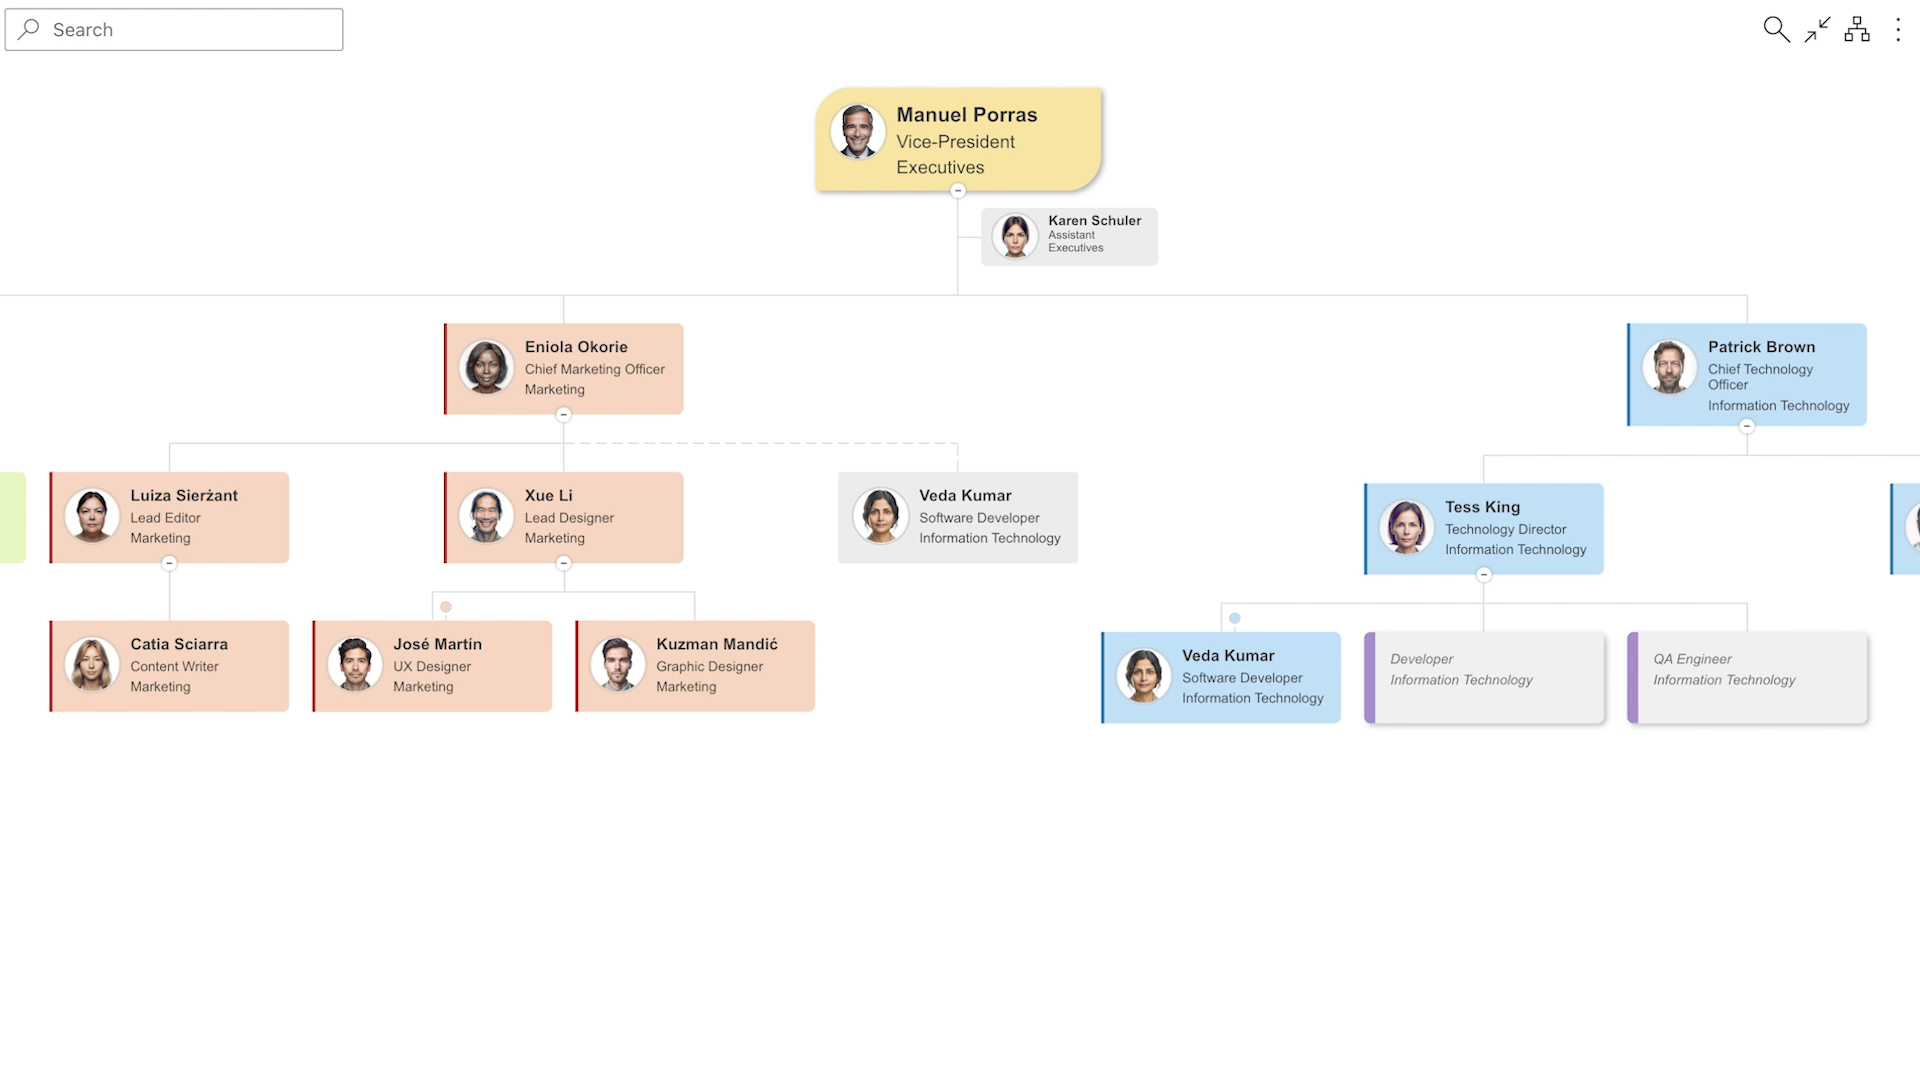 Search
Manuel Porras
Vice-President
Executives
Karen Schuler
Assistant
Executives
Eniola Okorie
Chief Marketing Officer
Marketing
Patrick Brown
Chief Technology
Officer
Information Technology
Luiza Sierżant
Lead Editor
Marketing
Xue Li
Lead Designer
Marketing
Veda Kumar
Software Developer
Information Technology
Tess King
Technology Director
Information Technology
Catia Sciarra
Content Writer
Marketing
José Martín
UX Designer
Marketing
Kuzman Mandić
Graphic Designer
Marketing
Veda Kumar
Software Developer
Information Technology
Developer
Information Technology
QA Engineer
Information Technology